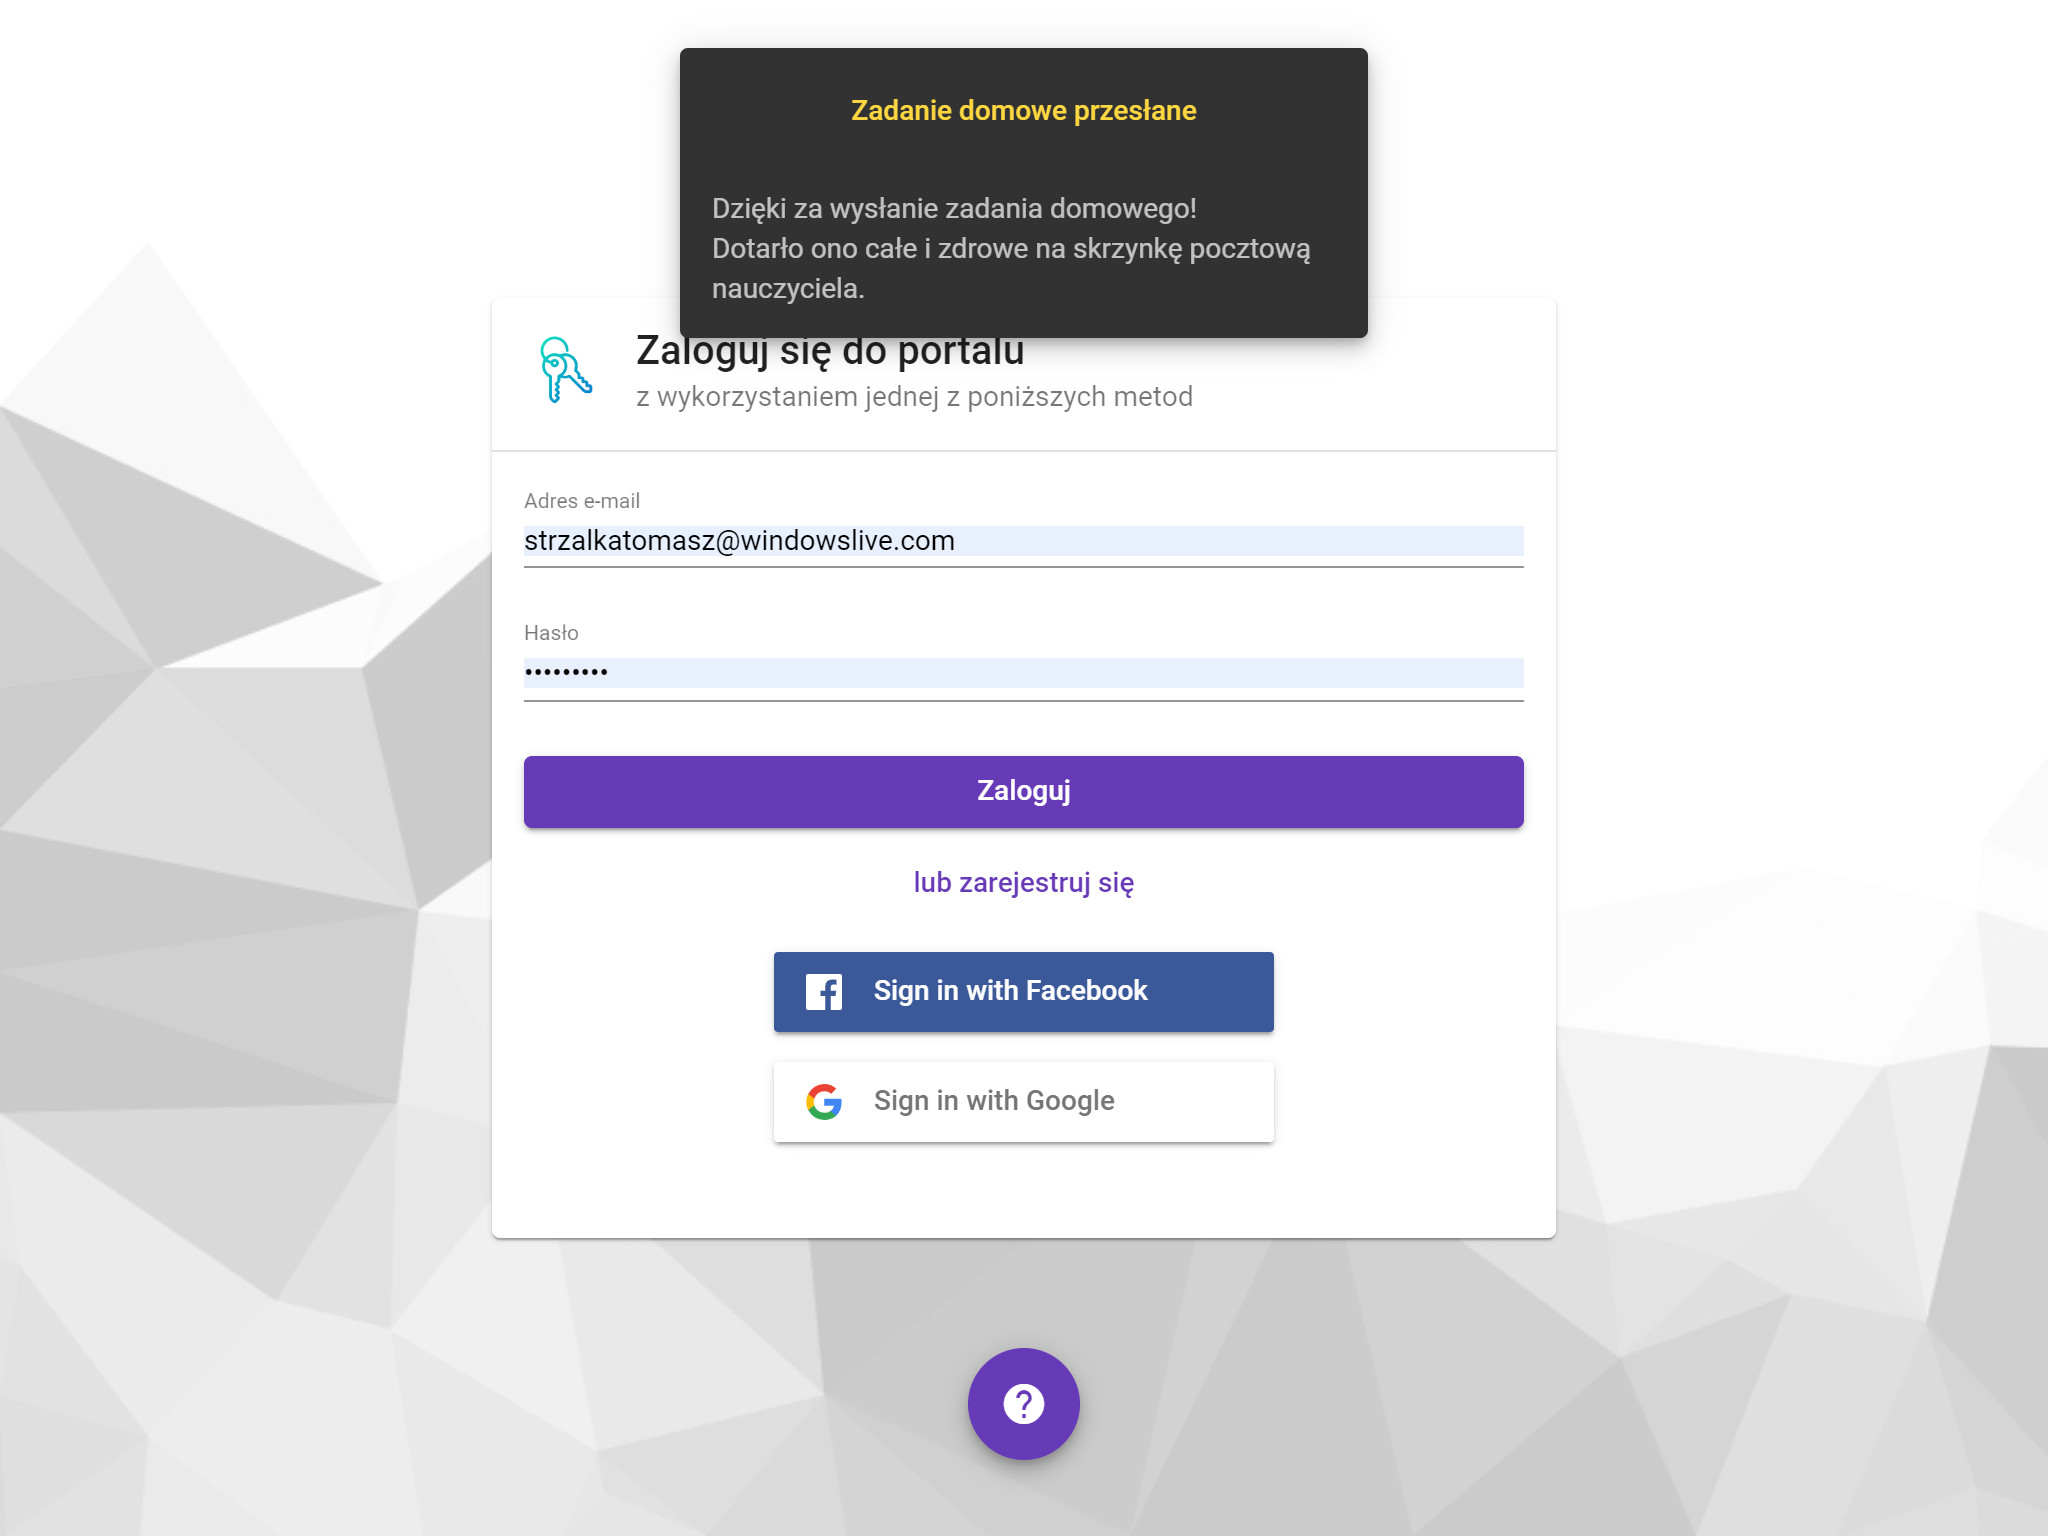 Zadanie domowe przesłane
Dzięki za wysłanie zadania domowego!
Dotarło ono całe i zdrowe na skrzynkę pocztową
nauczyciela.
Zaloguj się do portalu
z wykorzystaniem jednej z poniższych metod
Adres e-mail
strzalkatomasz@windowslive.com
Hasło
•••••••••
Zaloguj
lub zarejestruj się
Sign in with Facebook
Sign in with Google